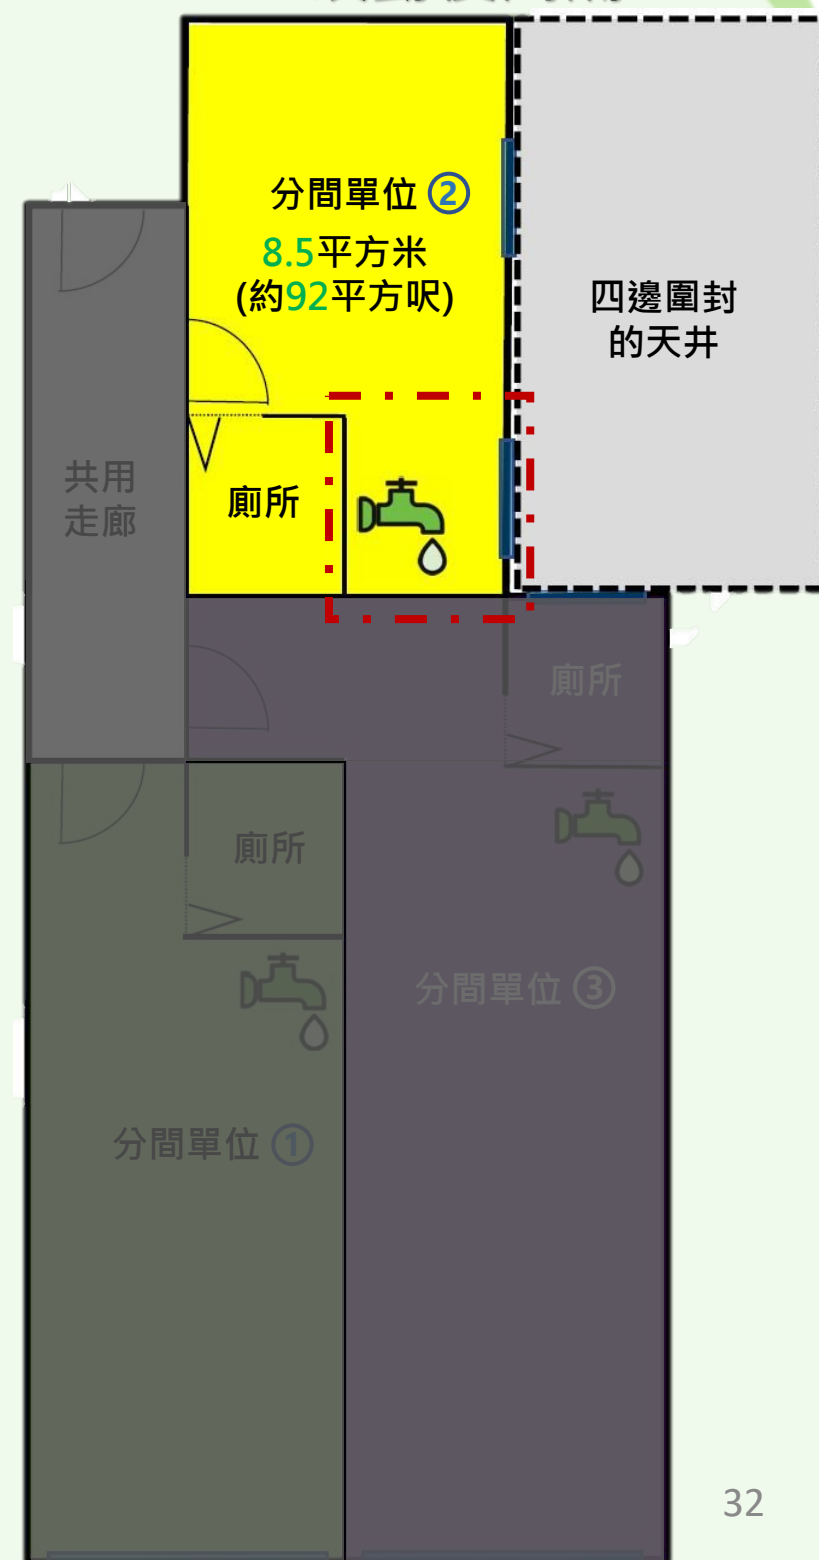 分間單位 ②
8.5平方米
(約92平方呎)
四邊圍封
的天井
共用
走廊
廁所
廁所
廁所
分間單位 ③
分間單位 ①
32